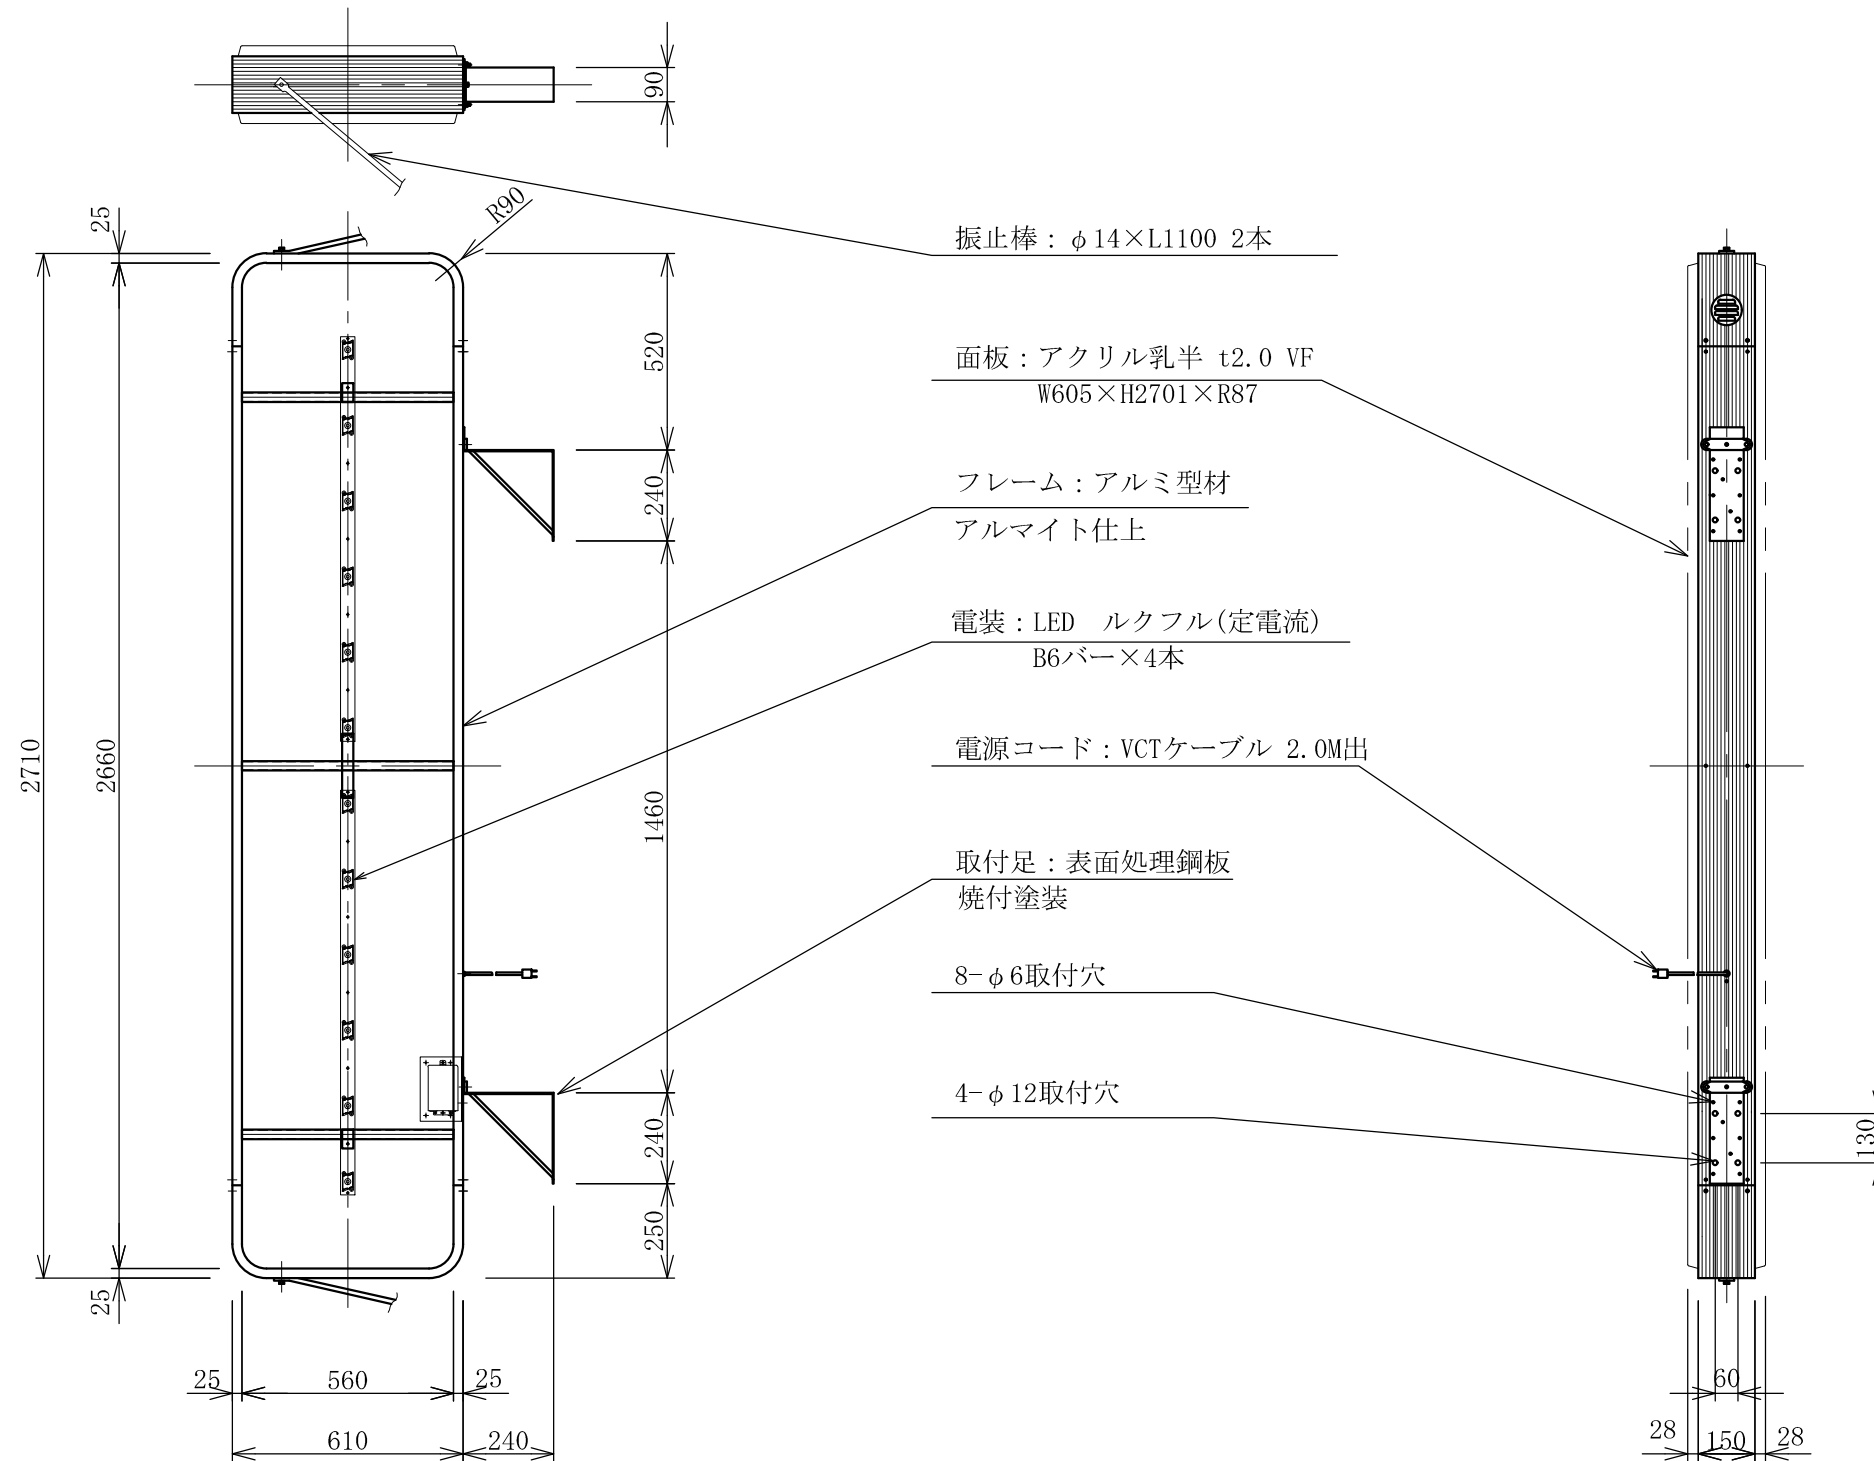 90
R90
25
振止棒：φ14×L1100 2本
520
面板：アクリル乳半 t2.0 VF
W605×H2701×R87
240
フレーム：アルミ型材
アルマイト仕上
電装：LED　ルクフル(定電流)
B6バー×4本
2710
2660
電源コード：VCTケーブル 2.0M出
1460
取付足：表面処理鋼板
焼付塗装
8-φ6取付穴
4-φ12取付穴
240
130
250
25
25
560
25
60
610
240
28
150
28